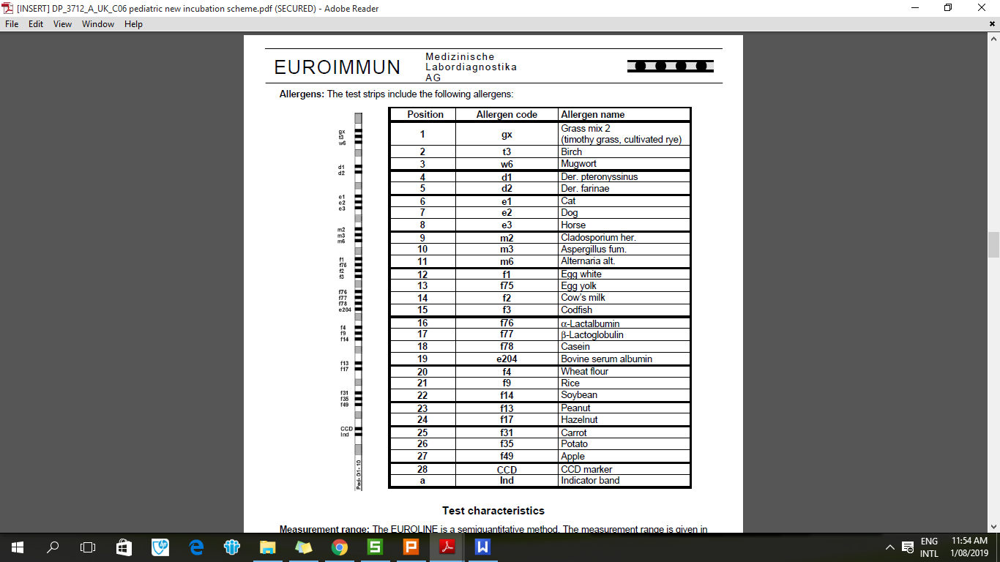 [INSERT] DP_3712_A_UK_C06 pediatric new incubation scheme.pdf (SECURED) - Adobe Reader
File Edit View Window Help
EUROIMMUN
Medizinische
Labordiagnostika
AG
Allergens: The test strips include the following allergens:
gx
t3
w6
d1
d2
e1
e2
e3
m2
m3
m6
f1
f75
f2
f3
f76
f77
f78
e204
f4
f9
f14
f13
f17
f31
f35
f49
CCD
Ind
Ped- 01- 10
Position Allergen code Allergen name
1 gx Grass mix 2
(timothy grass, cultivated rye)
2 t3 Birch
3 w6 Mugwort
4 d1 Der. pteronyssinus
5 d2 Der. farinae
6 e1 Cat
7 e2 Dog
8 e3 Horse
9 m2 Cladosporium her.
10 m3 Aspergillus fum.
11 m6 Alternaria alt.
12 f1 Egg white
13 f75 Egg yolk
14 f2 Cow's milk
15 f3 Codfish
16 f76 α-Lactalbumin
17 f77 β-Lactoglobulin
18 f78 Casein
19 e204 Bovine serum albumin
20 f4 Wheat flour
21 f9 Rice
22 f14 Soybean
23 f13 Peanut
24 f17 Hazelnut
25 f31 Carrot
26 f35 Potato
27 f49 Apple
28 CCD CCD marker
a Ind Indicator band
Test characteristics
Measurement range: The EUROLINE is a semiquantitative method. The measurement range is given in
ENG
INTL
11:54 AM
1/08/2019